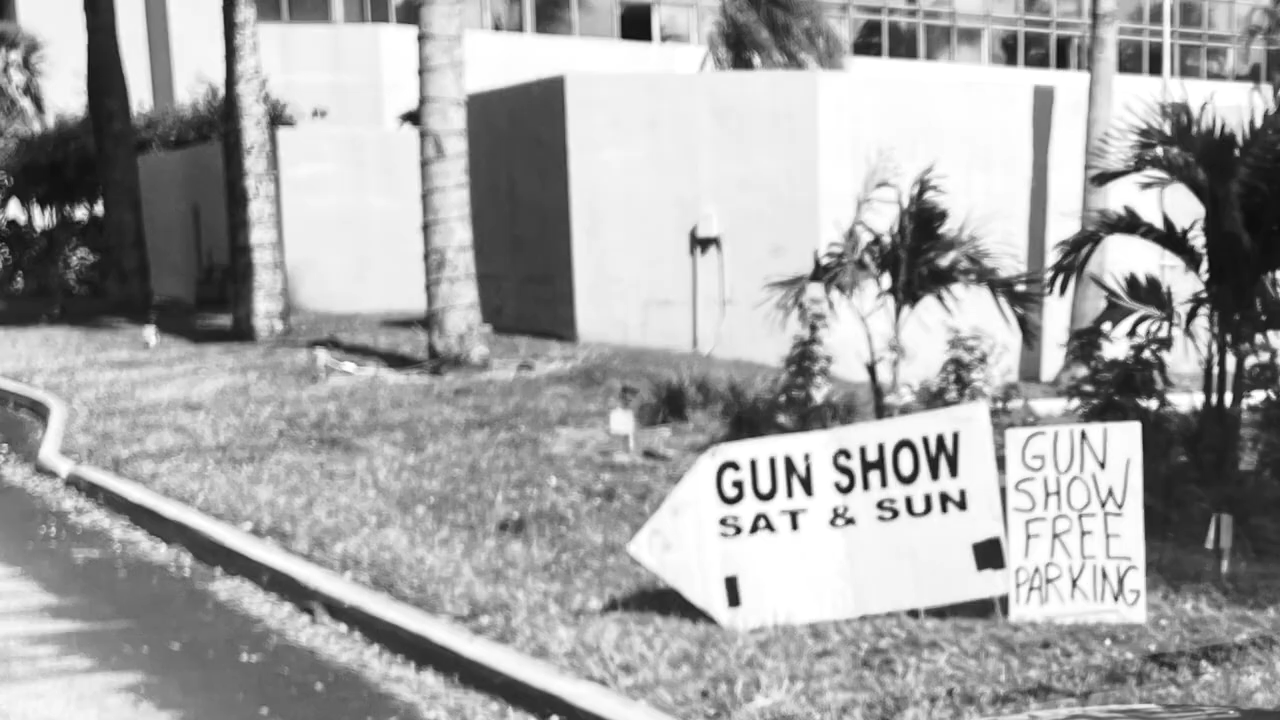 GUN SHOW
SAT & SUN
GUN
SHOW
FREE
PARKING